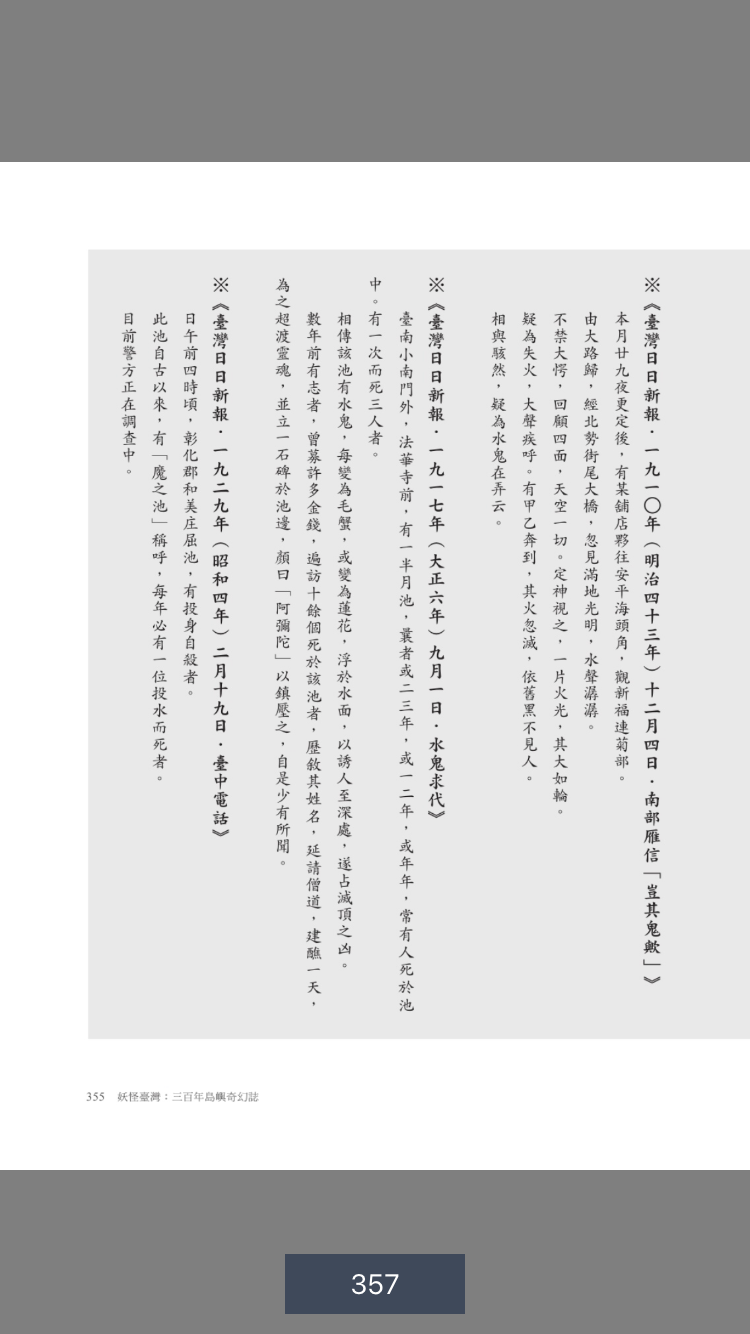 ※《臺灣日日新報．一九一〇年（明治四十三年）十二月四日．南部雁信「豈其鬼歟」》
本月廿九夜更定後，有某舖店夥往安平海頭角，觀新福連菊部。
由大路歸，經北勢街尾大橋，忽見滿地光明，水聲潺潺。
不禁大愕，回顧四面，天空一切。定神視之，一片火光，其大如輪。
疑為失火，大聲疾呼。有甲乙奔到，其火忽滅，依舊黑不見人。
相與駭然，疑為水鬼在弄云。
※《臺灣日日新報．一九一七年（大正六年）九月一日．水鬼求代》
臺南小南門外，法華寺前，有一半月池，曩者或二三年，或一二年，或年年，常有人死於池
中。有一次而死三人者。
相傳該池有水鬼，每變為毛蟹，或變為蓮花，浮於水面，以誘人至深處，遂占滅頂之凶。
數年前有志者，曾募許多金錢，遍訪十餘個死於該池者，歷敘其姓名，延請僧道，建醮一天，
為之超渡靈魂，並立一石碑於池邊，顏曰「阿彌陀」以鎮壓之，自是少有所聞。
※《臺灣日日新報．一九二九年（昭和四年）二月十九日．臺中電話》
日午前四時頃，彰化郡和美庄屈池，有投身自殺者。
此池自古以來，有「魔之池」稱呼，每年必有一位投水而死者。
目前警方正在調查中。
355 妖怪臺灣：三百年島嶼奇幻誌
357